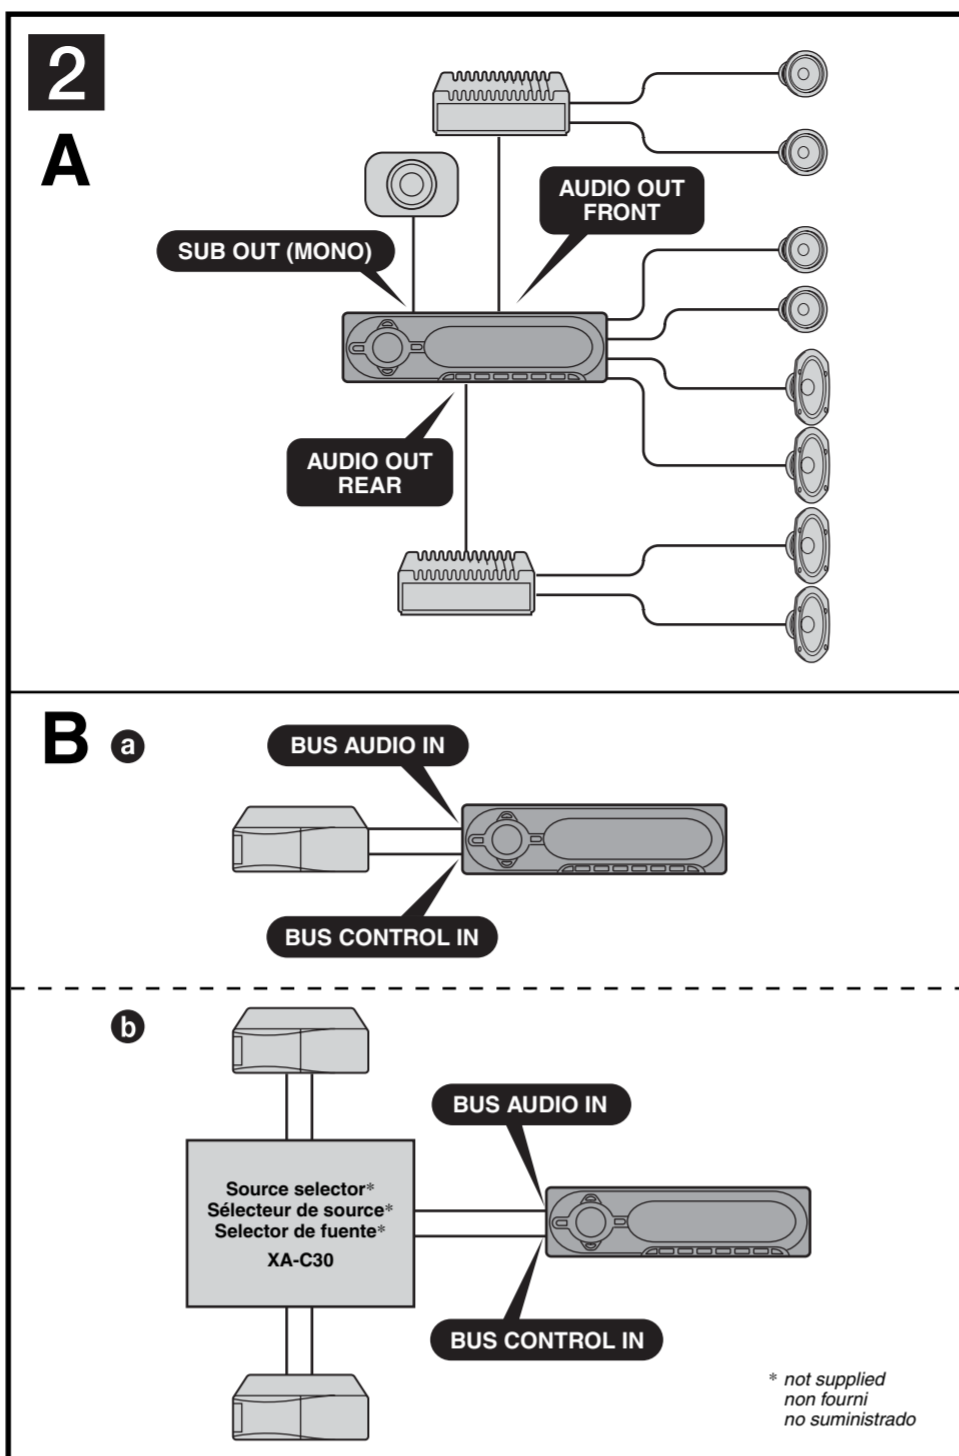 2
A
AUDIO OUT
FRONT
SUB OUT (MONO)
AUDIO OUT
REAR
B a
BUS AUDIO IN
BUS CONTROL IN
b
BUS AUDIO IN
Source selector*
Sélecteur de source*
Selector de fuente*
XA-C30
BUS CONTROL IN
* not supplied
non fourni
no suministrado